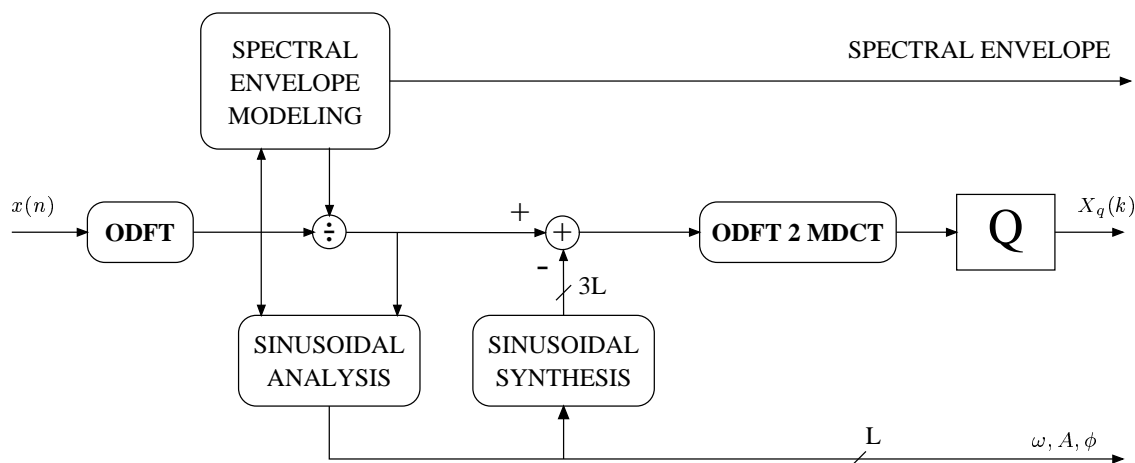 SPECTRAL
ENVELOPE
MODELING
SPECTRAL ENVELOPE
x(n)
ODFT
÷
+
+
-
3L
ODFT 2 MDCT
Q
X_q(k)
SINUSOIDAL
ANALYSIS
SINUSOIDAL
SYNTHESIS
L
ω, A, ϕ